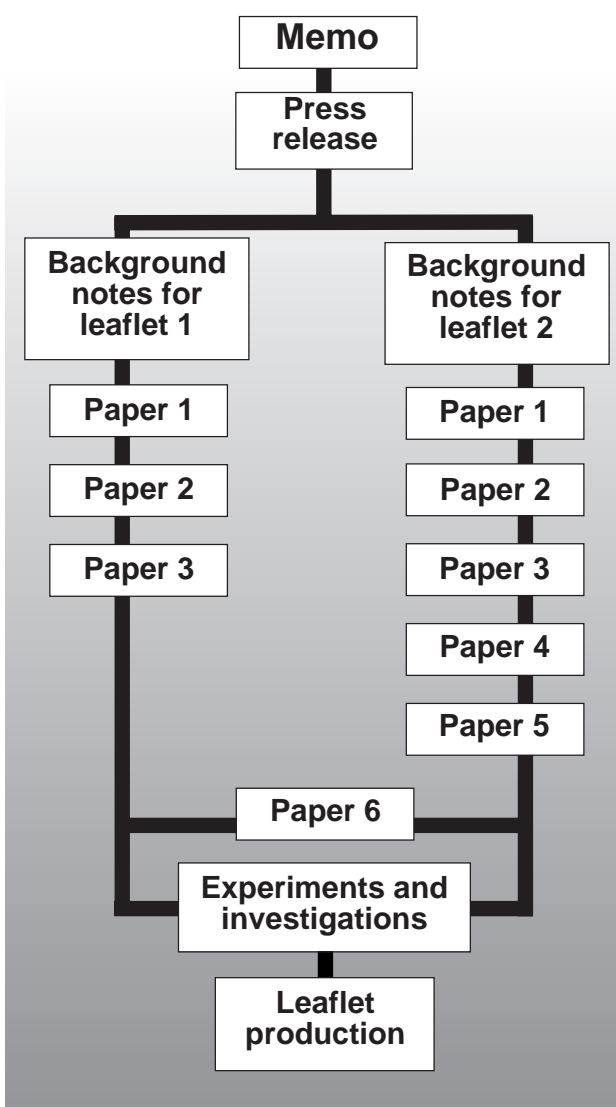 Memo
Press
release
Background
notes for
leaflet 1
Paper 1
Paper 2
Paper 3
Background
notes for
leaflet 2
Paper 1
Paper 2
Paper 3
Paper 4
Paper 5
Paper 6
Experiments and
investigations
Leaflet
production